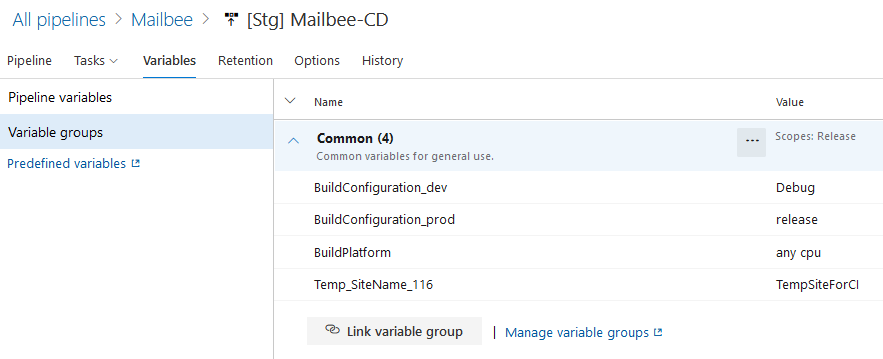 All pipelines > Mailbee > [Stg] Mailbee-CD
Pipeline Tasks Variables Retention Options History
Pipeline variables
Variable groups
Predefined variables
Name Value
Common (4) ... Scopes: Release
Common variables for general use.
BuildConfiguration_dev Debug
BuildConfiguration_prod release
BuildPlatform any cpu
Temp_SiteName_116 TempSiteForCI
Link variable group | Manage variable groups